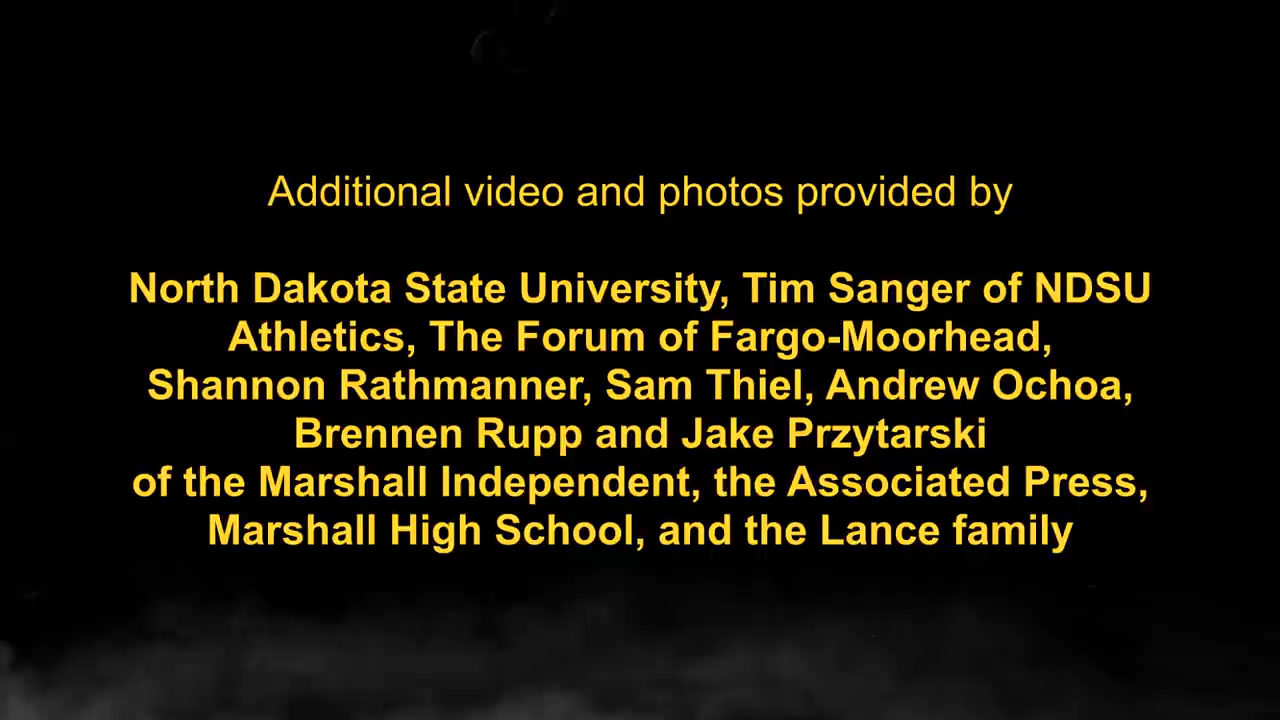 Additional video and photos provided by
North Dakota State University, Tim Sanger of NDSU
Athletics, The Forum of Fargo-Moorhead,
Shannon Rathmanner, Sam Thiel, Andrew Ochoa,
Brennen Rupp and Jake Przytarski
of the Marshall Independent, the Associated Press,
Marshall High School, and the Lance family